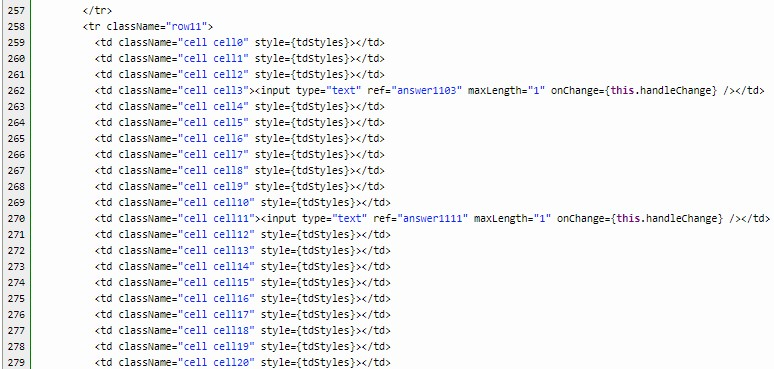 257 </tr>
258 <tr className="row11">
259 <td className="cell cell0" style={tdStyles}></td>
260 <td className="cell cell1" style={tdStyles}></td>
261 <td className="cell cell2" style={tdStyles}></td>
262 <td className="cell cell3"><input type="text" ref="answer1103" maxLength="1" onChange={this.handleChange} /></td>
263 <td className="cell cell4" style={tdStyles}></td>
264 <td className="cell cell5" style={tdStyles}></td>
265 <td className="cell cell6" style={tdStyles}></td>
266 <td className="cell cell7" style={tdStyles}></td>
267 <td className="cell cell8" style={tdStyles}></td>
268 <td className="cell cell9" style={tdStyles}></td>
269 <td className="cell cell10" style={tdStyles}></td>
270 <td className="cell cell11"><input type="text" ref="answer1111" maxLength="1" onChange={this.handleChange} /></td>
271 <td className="cell cell12" style={tdStyles}></td>
272 <td className="cell cell13" style={tdStyles}></td>
273 <td className="cell cell14" style={tdStyles}></td>
274 <td className="cell cell15" style={tdStyles}></td>
275 <td className="cell cell16" style={tdStyles}></td>
276 <td className="cell cell17" style={tdStyles}></td>
277 <td className="cell cell18" style={tdStyles}></td>
278 <td className="cell cell19" style={tdStyles}></td>
279 <td className="cell cell20" style={tdStyles}></td>